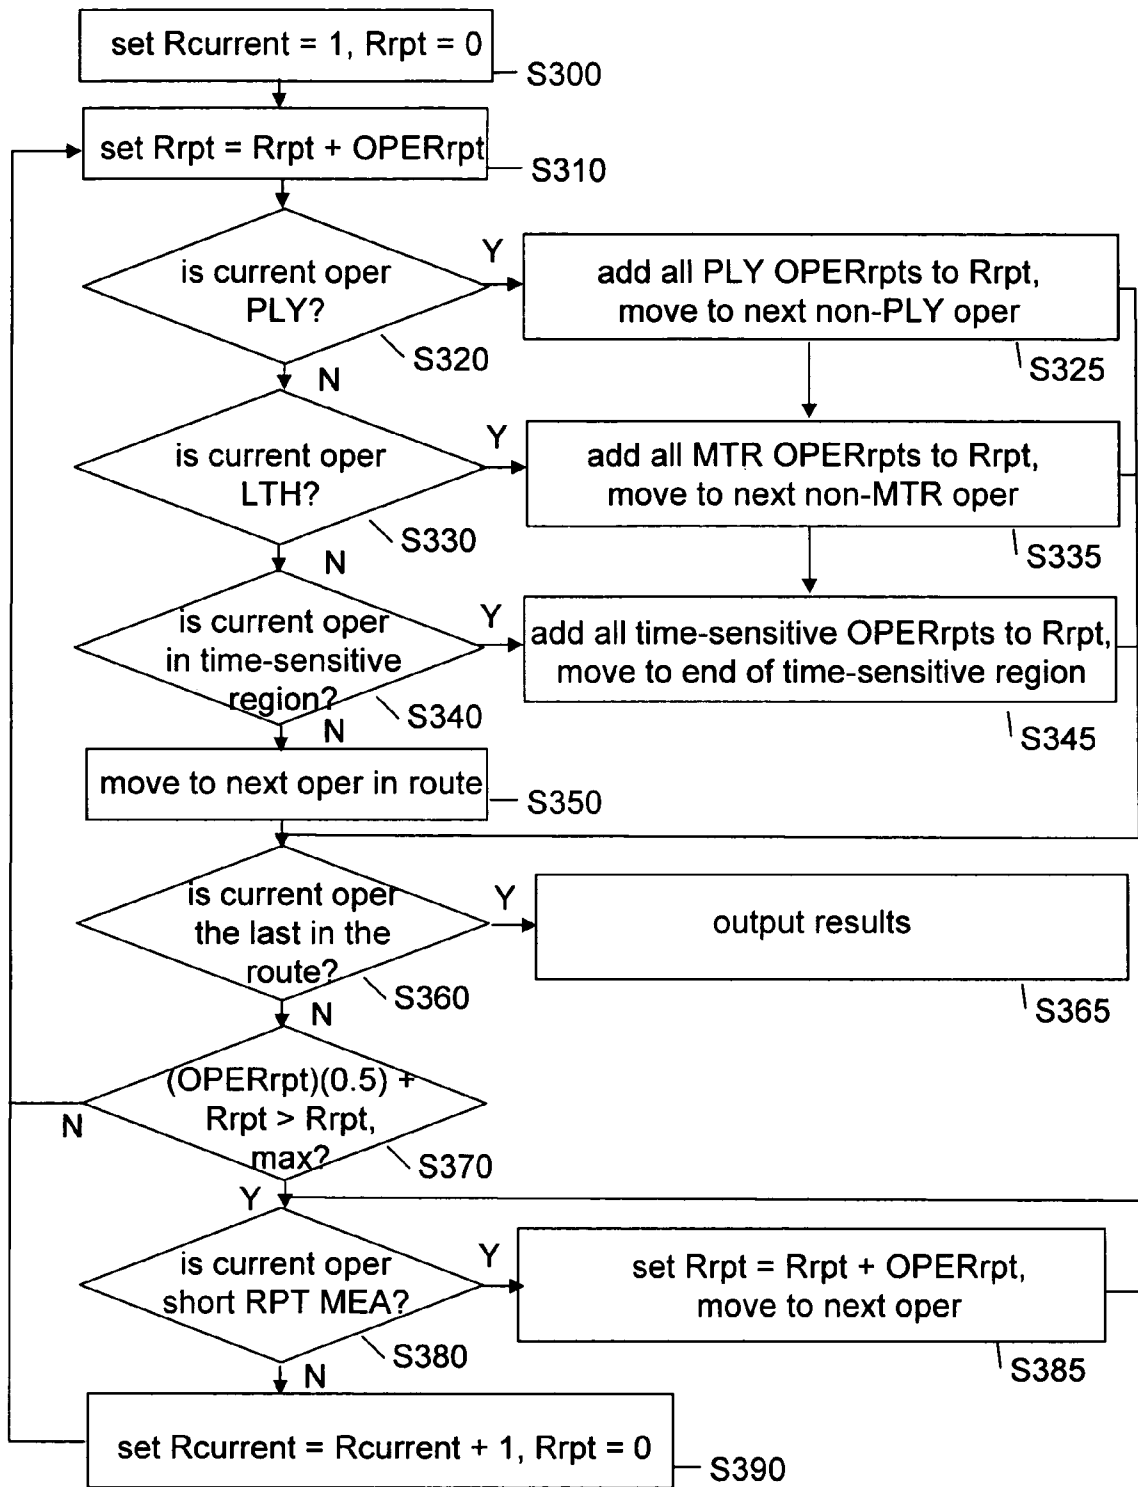 set Rcurrent = 1, Rrpt = 0
S300
set Rrpt = Rrpt + OPERrpt
S310
is current oper
PLY?
Y
S320
N
add all PLY OPERrpts to Rrpt,
move to next non-PLY oper
S325
is current oper
LTH?
Y
S330
N
add all MTR OPERrpts to Rrpt,
move to next non-MTR oper
S335
is current oper
in time-sensitive
region?
Y
S340
N
add all time-sensitive OPERrpts to Rrpt,
move to end of time-sensitive region
S345
move to next oper in route
S350
is current oper
the last in the
route?
Y
S360
N
output results
S365
(OPERrpt)(0.5) +
Rrpt > Rrpt,
max?
N
S370
Y
is current oper
short RPT MEA?
Y
S380
N
set Rrpt = Rrpt + OPERrpt,
move to next oper
S385
set Rcurrent = Rcurrent + 1, Rrpt = 0
S390